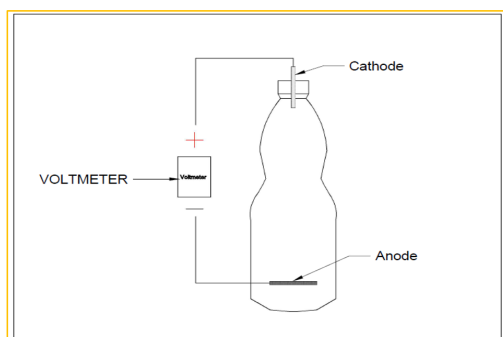 Cathode
+
VOLTMETER
Voltmeter
—
Anode